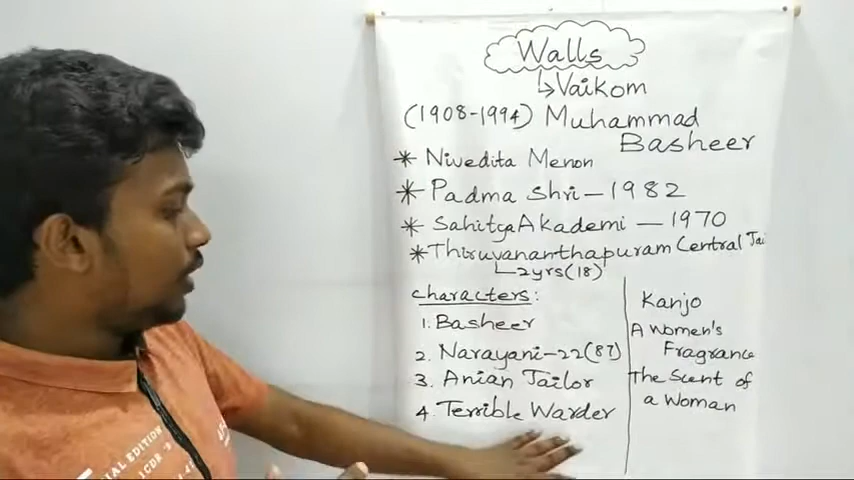 Walls
Vaikom
(1908-1994) Muhammad
Basheer
* Nivedita Menon
* Padma Shri - 1982
* Sahitya Akademi - 1970
* Thiruvananthapuram Central Jai
2yrs(18)
Characters:
1. Basheer
2. Narayani-22(87)
3. Anian Jailor
4. Terrible Warder
Kanjo
A Women's
Fragrance
The Scent of
a Woman